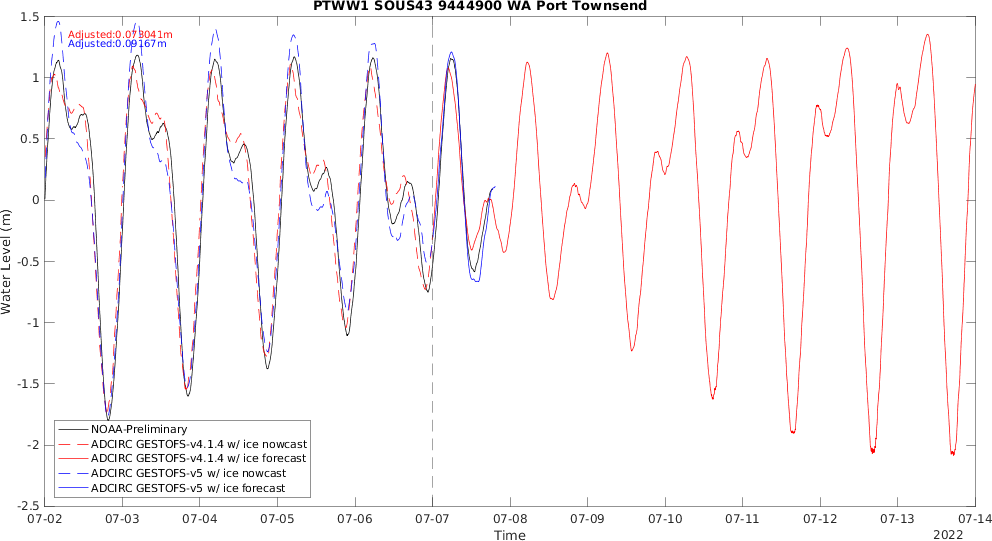 PTWW1 SOUS43 9444900 WA Port Townsend
Adjusted:0.073041m
Adjusted:0.09167m
1.5
1
0.5
0
-0.5
-1
-1.5
-2
-2.5
Water Level (m)
NOAA-Preliminary
ADCIRC GESTOFS-v4.1.4 w/ ice nowcast
ADCIRC GESTOFS-v4.1.4 w/ ice forecast
ADCIRC GESTOFS-v5 w/ ice nowcast
ADCIRC GESTOFS-v5 w/ ice forecast
07-02 07-03 07-04 07-05 07-06 07-07 07-08 07-09 07-10 07-11 07-12 07-13 07-14
Time
2022